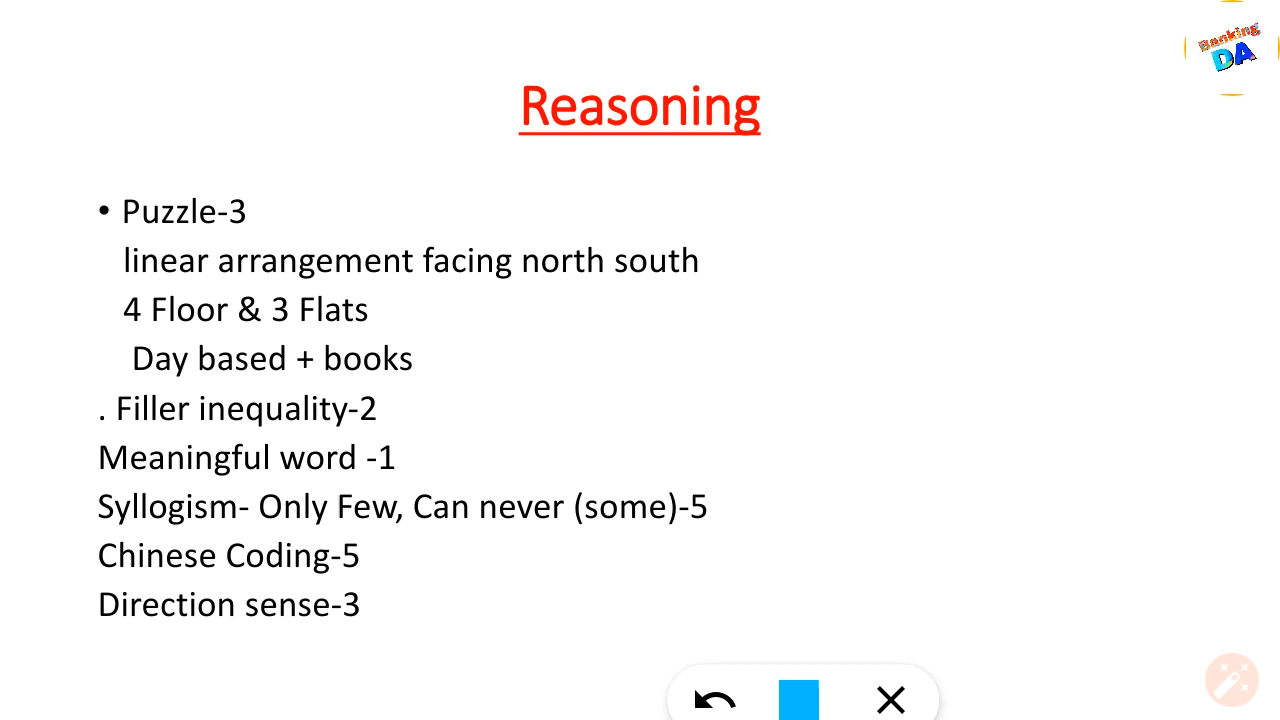 Banking
DA
Reasoning
• Puzzle-3
linear arrangement facing north south
4 Floor & 3 Flats
Day based + books
. Filler inequality-2
Meaningful word -1
Syllogism- Only Few, Can never (some)-5
Chinese Coding-5
Direction sense-3